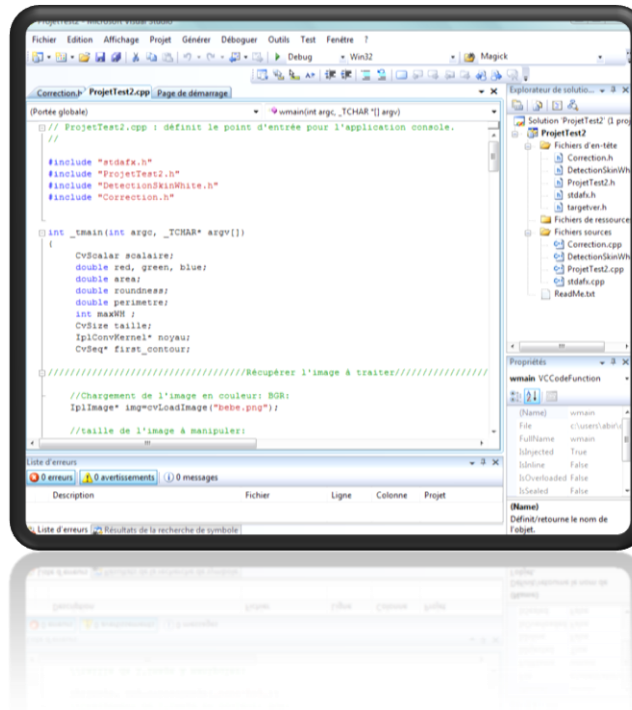 ProjetTest2 - Microsoft Visual Studio
Fichier Edition Affichage Projet Générer Déboguer Outils Test Fenêtre ?
Debug Win32 Magick
Correction.h ProjetTest2.cpp Page de démarrage
(Portée globale) wmain(int argc, _TCHAR *[] argv)
// ProjetTest2.cpp : définit le point d'entrée pour l'application console.
//
#include "stdafx.h"
#include "ProjetTest2.h"
#include "DetectionSkinWhite.h"
#include "Correction.h"
int _tmain(int argc, _TCHAR* argv[])
{
CvScalar scalaire;
double red, green, blue;
double area;
double roundness;
double perimetre;
int maxWH ;
CvSize taille;
IplConvKernel* noyau;
CvSeq* first_contour;
/////////////////////////////////////Récupérer l'image à traiter/////////////////
//Chargement de l'image en couleur: BGR:
IplImage* img=cvLoadImage("bebe.png");
//taille de l'image à manipuler:
Explorateur de solutio...
Solution 'ProjetTest2' (1 proj
ProjetTest2
Fichiers d'en-tête
Correction.h
DetectionSkinWh
ProjetTest2.h
stdafx.h
targetver.h
Fichiers de ressource
Fichiers sources
Correction.cpp
DetectionSkinWh
ProjetTest2.cpp
stdafx.cpp
ReadMe.txt
Propriétés
wmain VCCodeFunction
(Name) wmain
File c:\users\abir\
FullName wmain
IsInjected True
IsInline False
IsOverloaded False
IsSealed False
(Name)
Définit/retourne le nom de
l'objet.
Liste d'erreurs
0 erreurs 0 avertissements 0 messages
Description Fichier Ligne Colonne Projet
Liste d'erreurs Résultats de la recherche de symbole